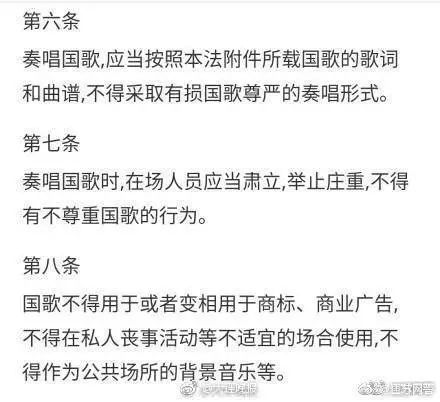 第六条
奏唱国歌,应当按照本法附件所载国歌的歌词
和曲谱,不得采取有损国歌尊严的奏唱形式。
第七条
奏唱国歌时,在场人员应当肃立,举止庄重,不得
有不尊重国歌的行为。
第八条
国歌不得用于或者变相用于商标、商业广告,
不得在私人丧事活动等不适宜的场合使用,不
得作为公共场所的背景音乐等。